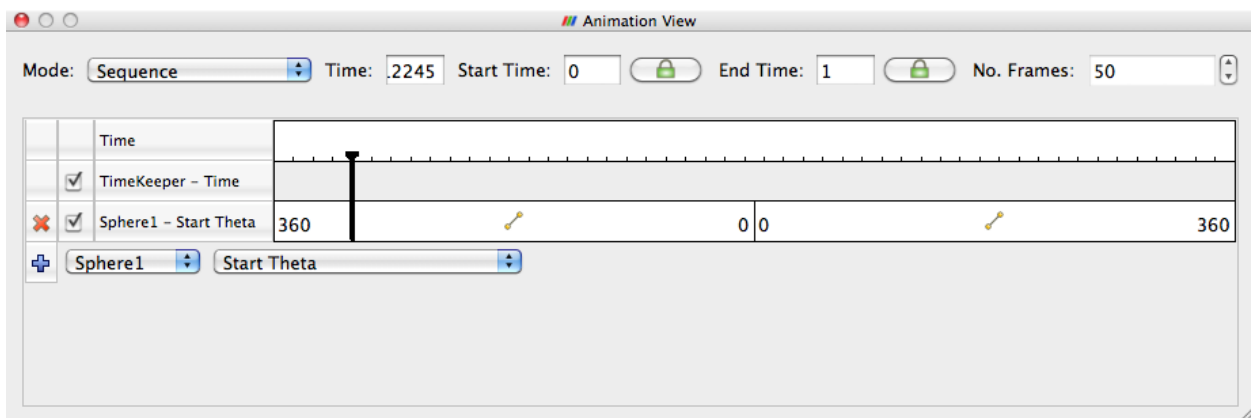 Animation View
Mode: Sequence Time: .2245 Start Time: 0 End Time: 1 No. Frames: 50
Time
TimeKeeper – Time
Sphere1 – Start Theta 360 0 0 360
Sphere1 Start Theta